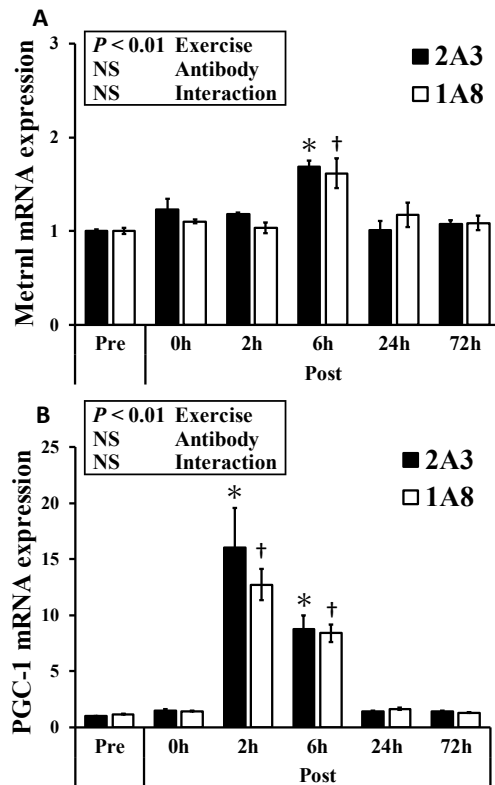 A
P < 0.01 Exercise
NS Antibody
NS Interaction
2A3
1A8
Metrnl mRNA expression
3
2
1
0
* †
Pre 0h 2h 6h 24h 72h
Post
B
P < 0.01 Exercise
NS Antibody
NS Interaction
2A3
1A8
PGC-1 mRNA expression
25
20
15
10
5
0
* † * †
Pre 0h 2h 6h 24h 72h
Post